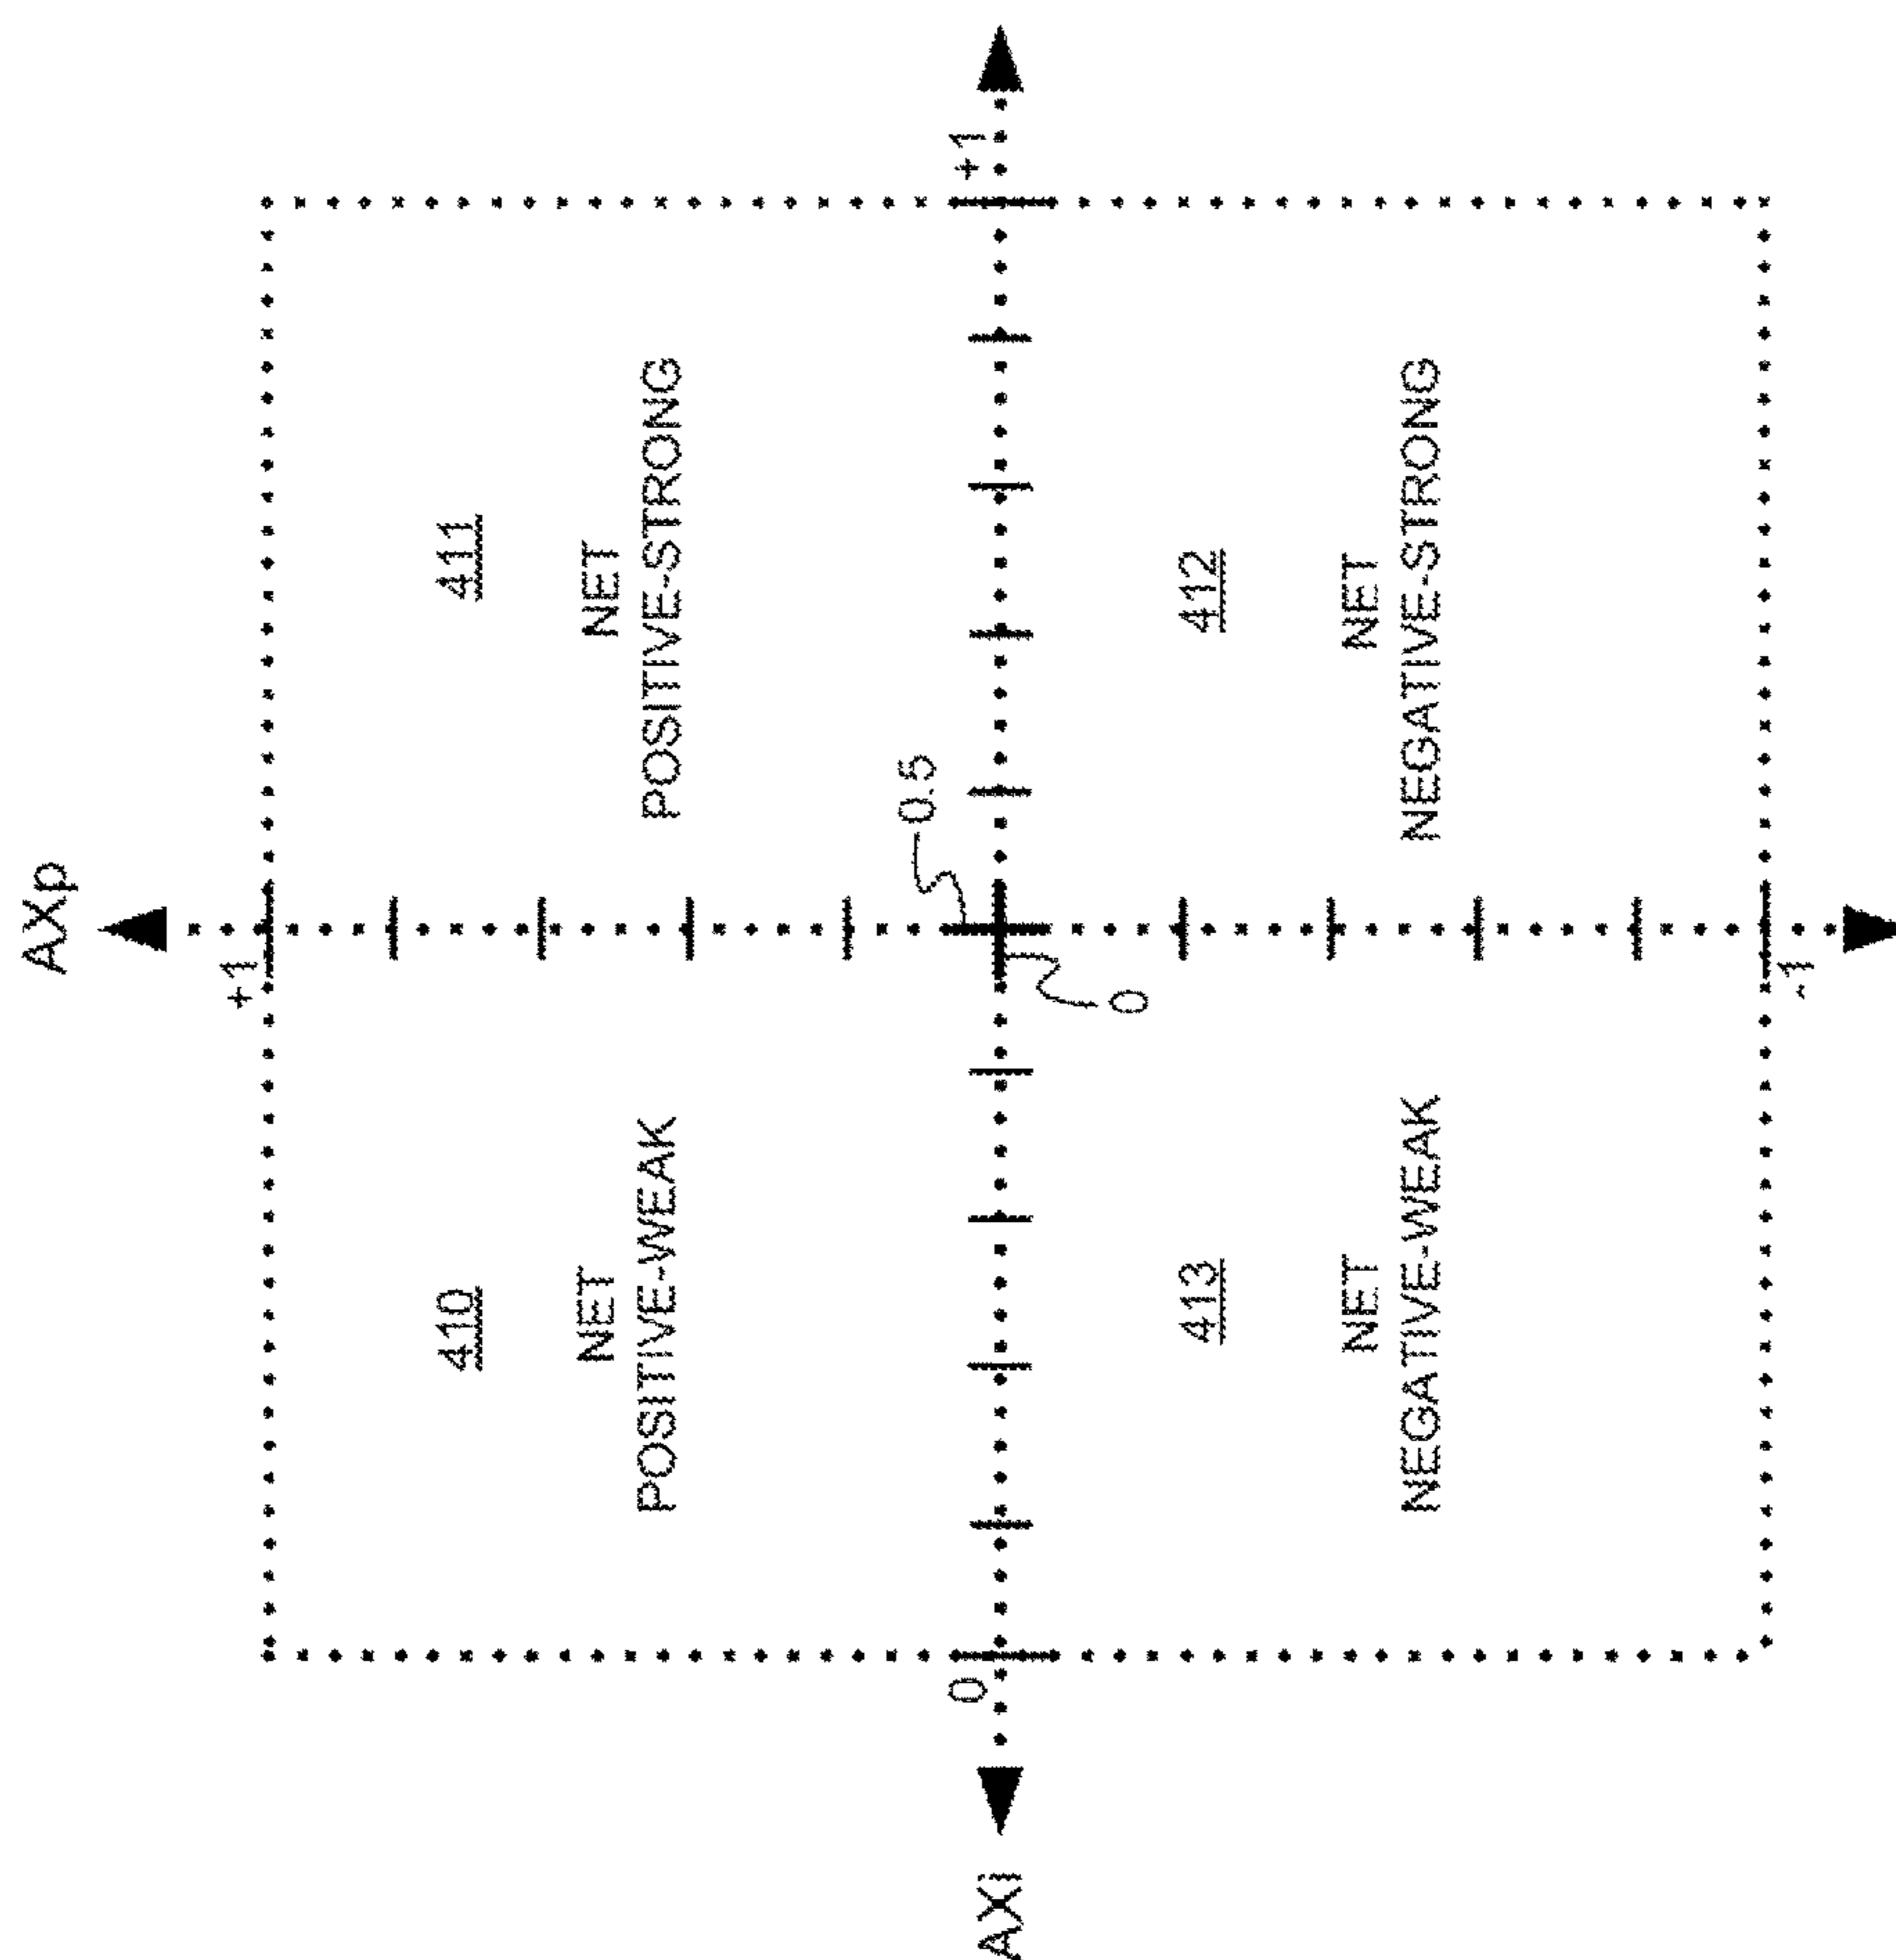 AXp
+1
410
NET
POSITIVE-WEAK
411
NET
POSITIVE-STRONG
0.5
AXi
0
+1
0
413
NET
NEGATIVE-WEAK
412
NET
NEGATIVE-STRONG
-1